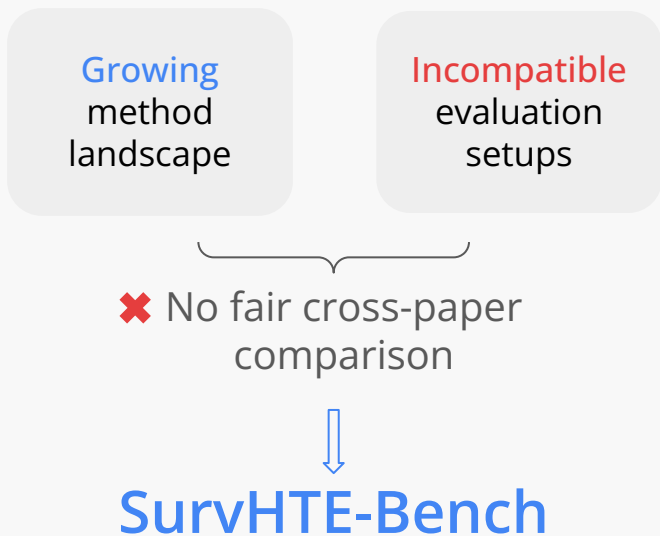 Growing
method
landscape
Incompatible
evaluation
setups
✖ No fair cross-paper
comparison
SurvHTE-Bench